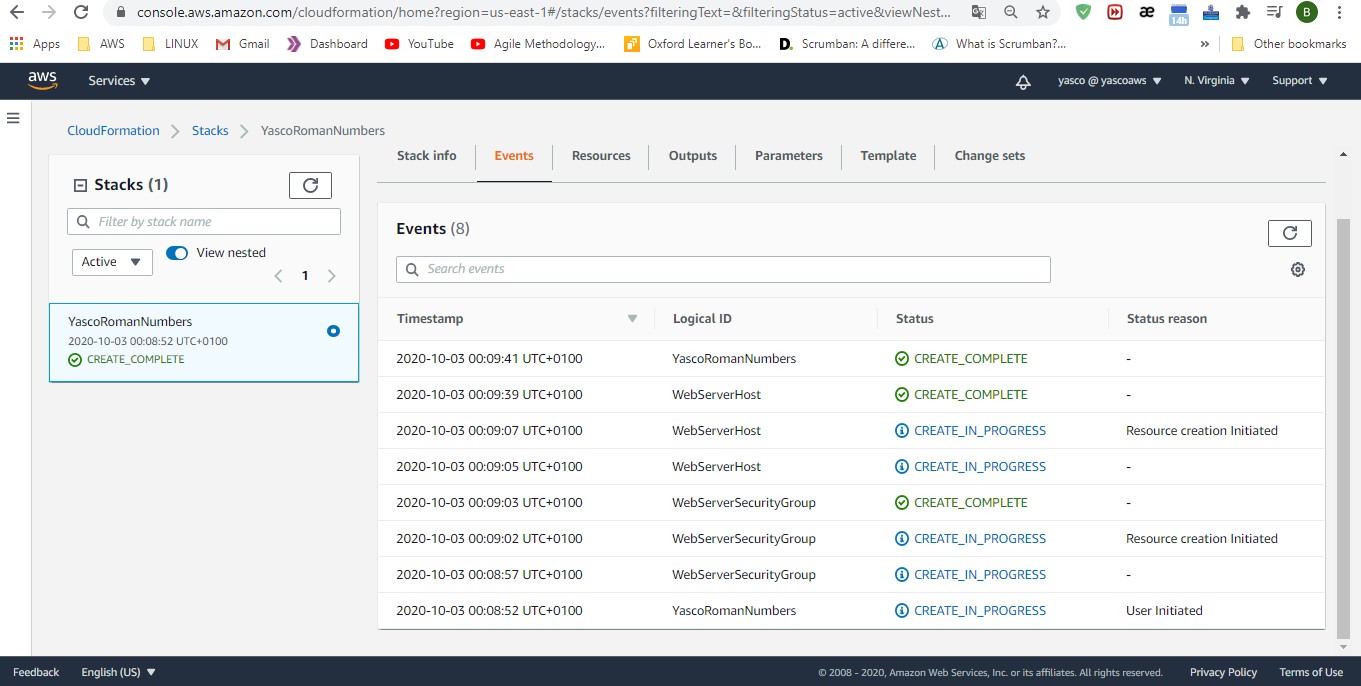 console.aws.amazon.com/cloudformation/home?region=us-east-1#/stacks/events?filteringText=&filteringStatus=active&viewNest...
14h
B
Apps AWS LINUX Gmail Dashboard YouTube Agile Methodology... Oxford Learner's Bo... D. Scrumban: A differe... What is Scrumban?... » Other bookmarks
aws Services yasco @ yascoaws N. Virginia Support
CloudFormation Stacks YascoRomanNumbers
Stack info Events Resources Outputs Parameters Template Change sets
Stacks (1)
Filter by stack name
Active View nested
1
YascoRomanNumbers
2020-10-03 00:08:52 UTC+0100
CREATE_COMPLETE
Events (8)
Search events
Timestamp Logical ID Status Status reason
2020-10-03 00:09:41 UTC+0100 YascoRomanNumbers CREATE_COMPLETE -
2020-10-03 00:09:39 UTC+0100 WebServerHost CREATE_COMPLETE -
2020-10-03 00:09:07 UTC+0100 WebServerHost CREATE_IN_PROGRESS Resource creation Initiated
2020-10-03 00:09:05 UTC+0100 WebServerHost CREATE_IN_PROGRESS -
2020-10-03 00:09:03 UTC+0100 WebServerSecurityGroup CREATE_COMPLETE -
2020-10-03 00:09:02 UTC+0100 WebServerSecurityGroup CREATE_IN_PROGRESS Resource creation Initiated
2020-10-03 00:08:57 UTC+0100 WebServerSecurityGroup CREATE_IN_PROGRESS -
2020-10-03 00:08:52 UTC+0100 YascoRomanNumbers CREATE_IN_PROGRESS User Initiated
Feedback English (US) © 2008 - 2020, Amazon Web Services, Inc. or its affiliates. All rights reserved. Privacy Policy Terms of Use